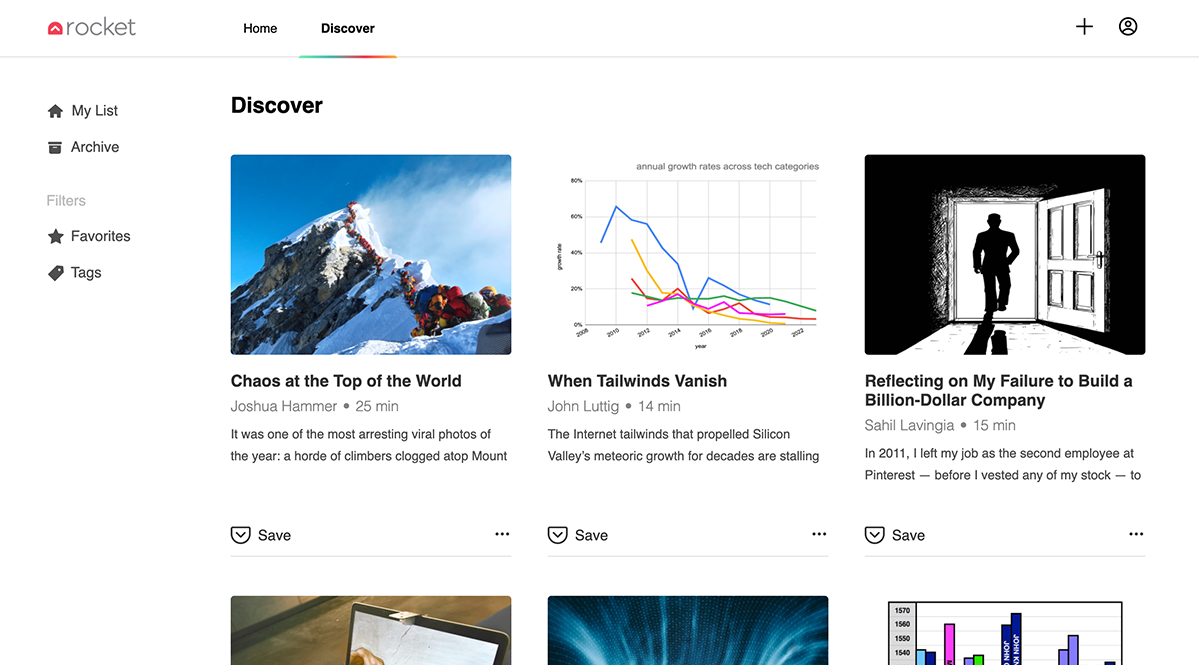 rocket
Home
Discover
My List
Archive
Filters
Favorites
Tags
Discover
Chaos at the Top of the World
Joshua Hammer • 25 min
It was one of the most arresting viral photos of
the year: a horde of climbers clogged atop Mount
Save
annual growth rates across tech categories
80%
60%
40%
20%
0%
growth rate
2008
2010
2012
2014
2016
2018
2020
2022
year
When Tailwinds Vanish
John Luttig • 14 min
The Internet tailwinds that propelled Silicon
Valley’s meteoric growth for decades are stalling
Save
Reflecting on My Failure to Build a
Billion-Dollar Company
Sahil Lavingia • 15 min
In 2011, I left my job as the second employee at
Pinterest — before I vested any of my stock — to
Save
1570
1560
1550
1540